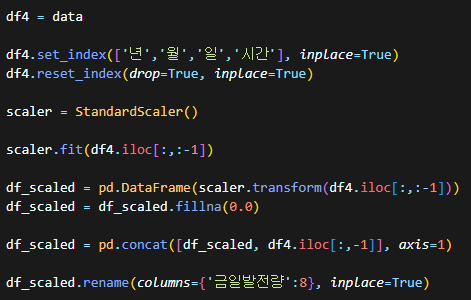 df4 = data
df4.set_index(['년','월','일','시간'], inplace=True)
df4.reset_index(drop=True, inplace=True)
scaler = StandardScaler()
scaler.fit(df4.iloc[:,:-1])
df_scaled = pd.DataFrame(scaler.transform(df4.iloc[:,:-1]))
df_scaled = df_scaled.fillna(0.0)
df_scaled = pd.concat([df_scaled, df4.iloc[:,-1]], axis=1)
df_scaled.rename(columns={'금일발전량':8}, inplace=True)